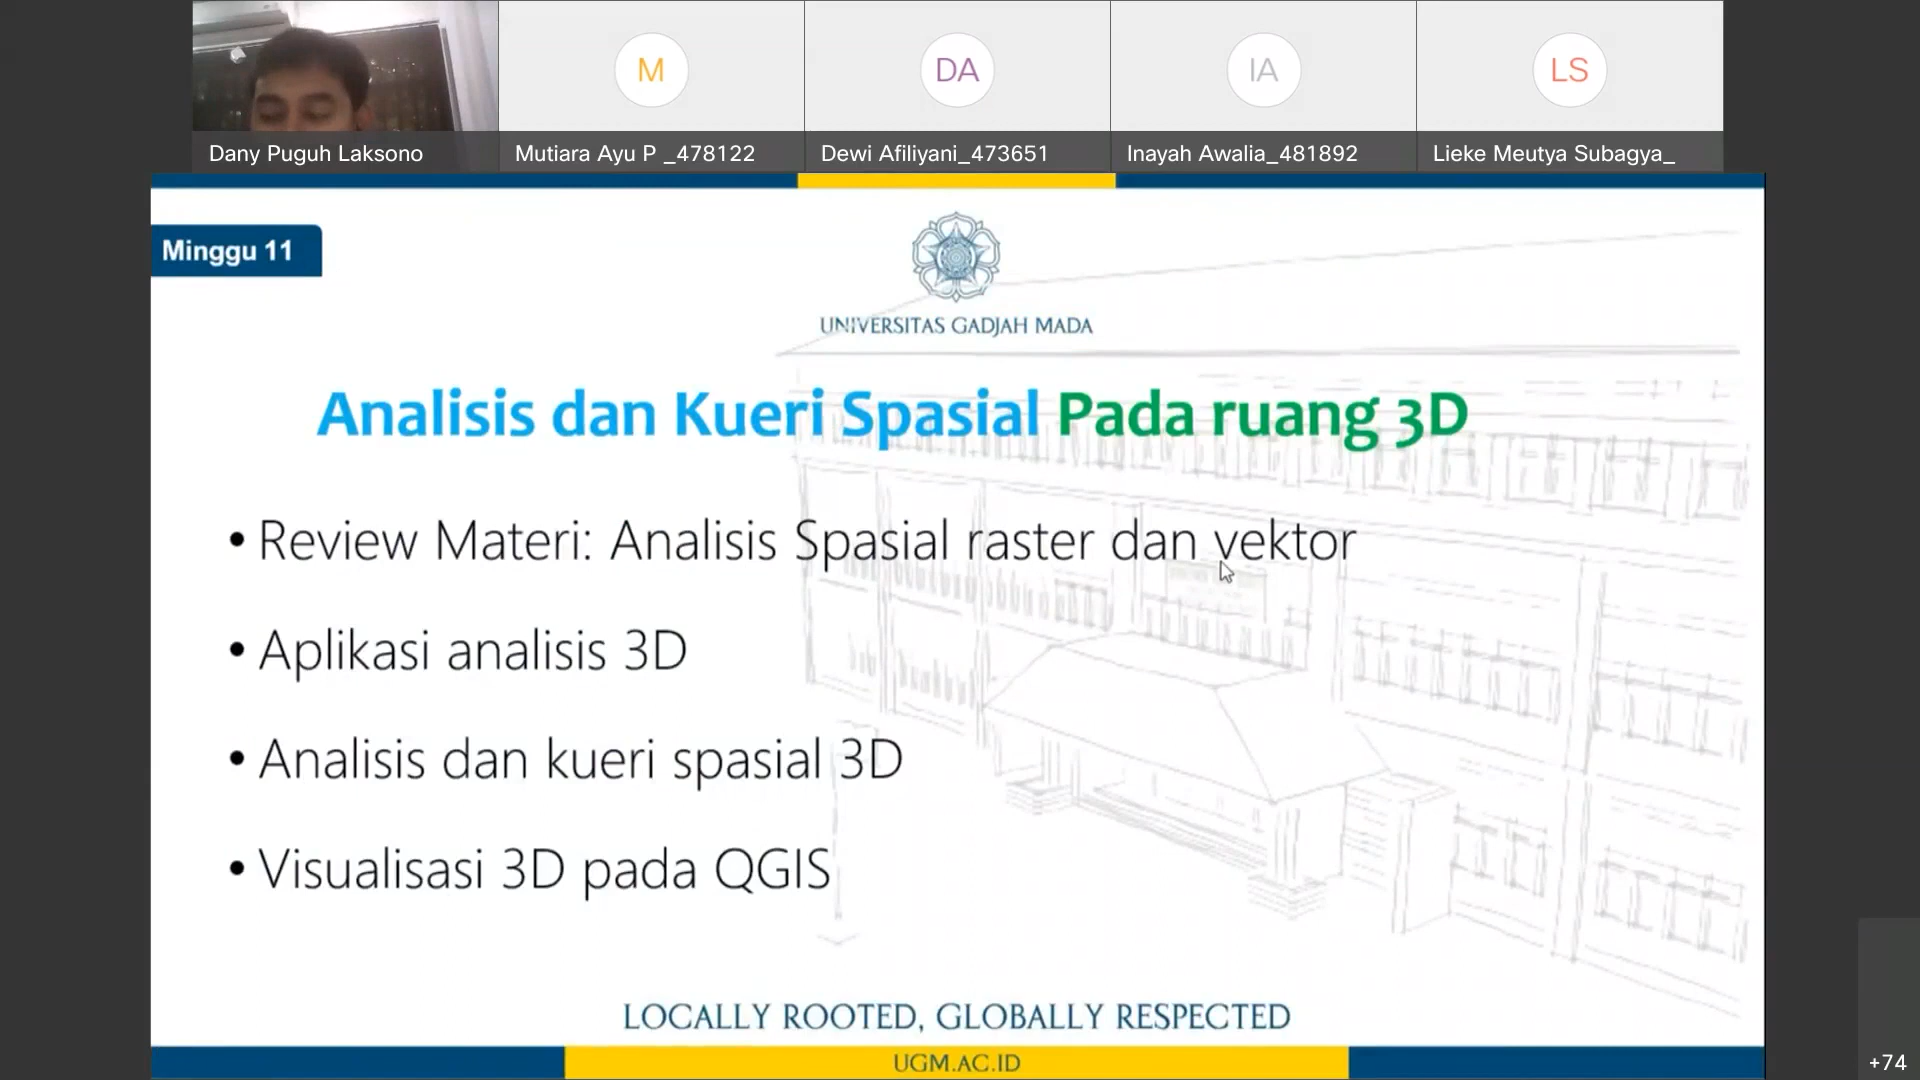 M
DA
IA
LS
Dany Puguh Laksono
Mutiara Ayu P _478122
Dewi Afiliyani_473651
Inayah Awalia_481892
Lieke Meutya Subagya_
Minggu 11
UNIVERSITAS GADJAH MADA
Analisis dan Kueri Spasial Pada ruang 3D
• Review Materi: Analisis Spasial raster dan vektor
• Aplikasi analisis 3D
• Analisis dan kueri spasial 3D
• Visualisasi 3D pada QGIS
LOCALLY ROOTED, GLOBALLY RESPECTED
UGM.AC.ID
+74